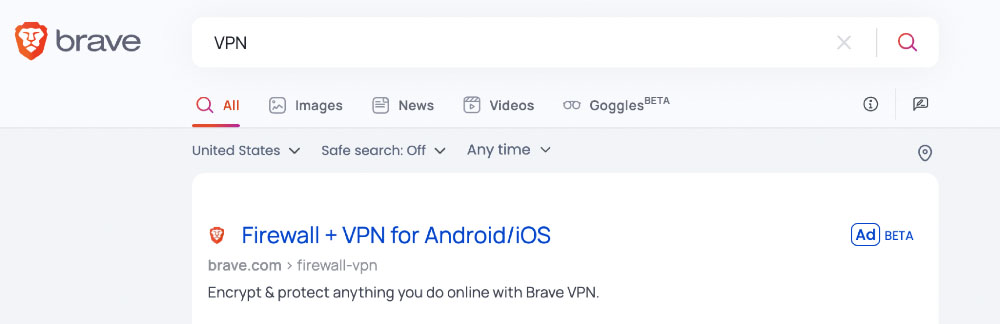 brave
VPN
All Images News Videos Goggles BETA
United States Safe search: Off Any time
Firewall + VPN for Android/iOS
Ad BETA
brave.com › firewall-vpn
Encrypt & protect anything you do online with Brave VPN.